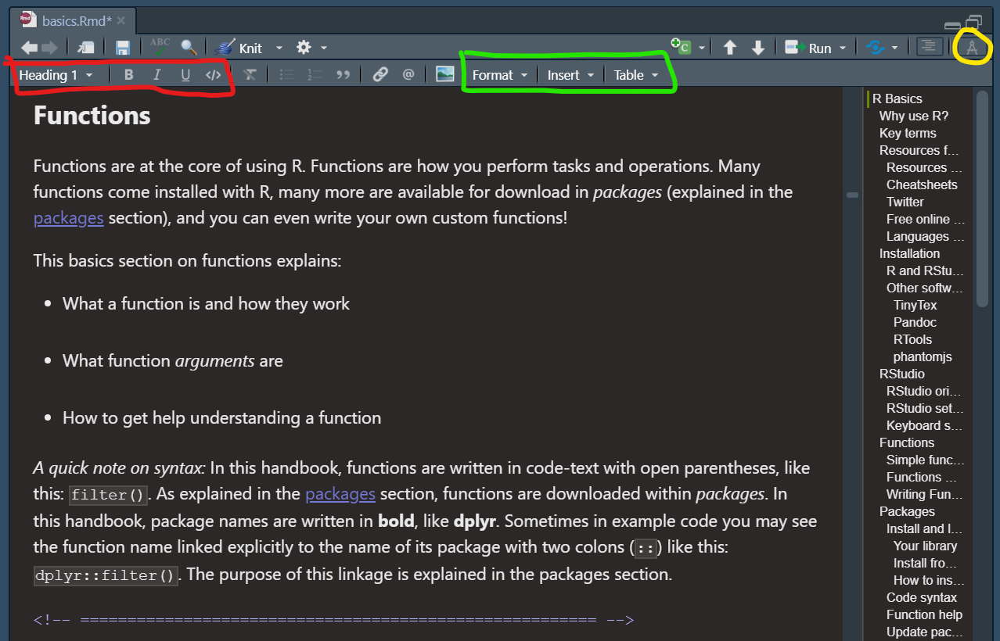 Rmd basics.Rmd* ×
ABC Knit C Run
Heading 1 B I U </> T " @ Format Insert Table
Functions
Functions are at the core of using R. Functions are how you perform tasks and operations. Many
functions come installed with R, many more are available for download in packages (explained in the
packages section), and you can even write your own custom functions!
This basics section on functions explains:
• What a function is and how they work
• What function arguments are
• How to get help understanding a function
A quick note on syntax: In this handbook, functions are written in code-text with open parentheses, like
this: filter(). As explained in the packages section, functions are downloaded within packages. In
this handbook, package names are written in bold, like dplyr. Sometimes in example code you may see
the function name linked explicitly to the name of its package with two colons (::) like this:
dplyr::filter(). The purpose of this linkage is explained in the packages section.
<!-- ======================================================= -->
R Basics
Why use R?
Key terms
Resources f...
Resources ...
Cheatsheets
Twitter
Free online ...
Languages ...
Installation
R and RStu...
Other softw...
TinyTex
Pandoc
RTools
phantomjs
RStudio
RStudio ori...
RStudio set...
Keyboard s...
Functions
Simple func...
Functions ...
Writing Fun...
Packages
Install and l...
Your library
Install fro...
How to ins...
Code syntax
Function help
Update pac...